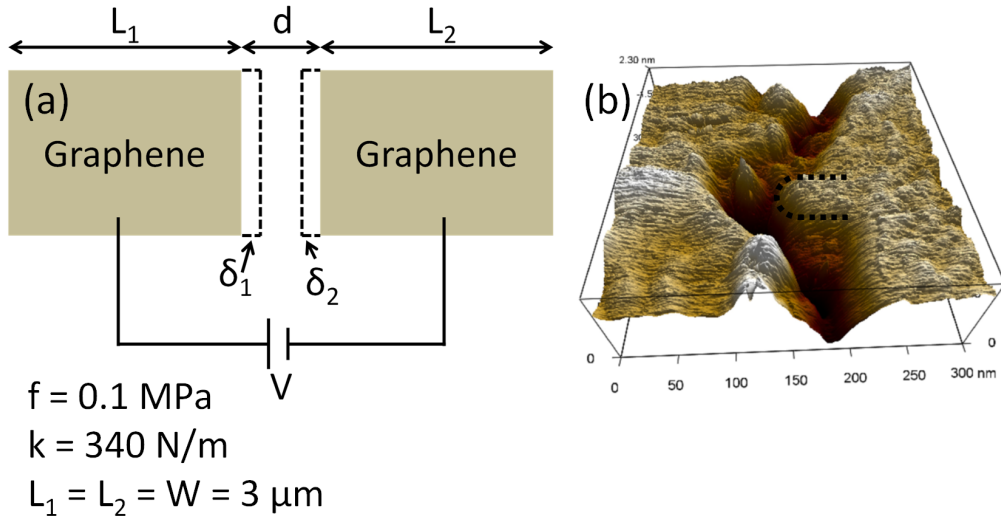 L₁ d L₂
(a)
Graphene Graphene
δ₁ δ₂
V
f = 0.1 MPa
k = 340 N/m
L₁ = L₂ = W = 3 μm
(b)
2.30 nm
0
0
0 50 100 150 200 250 300 nm